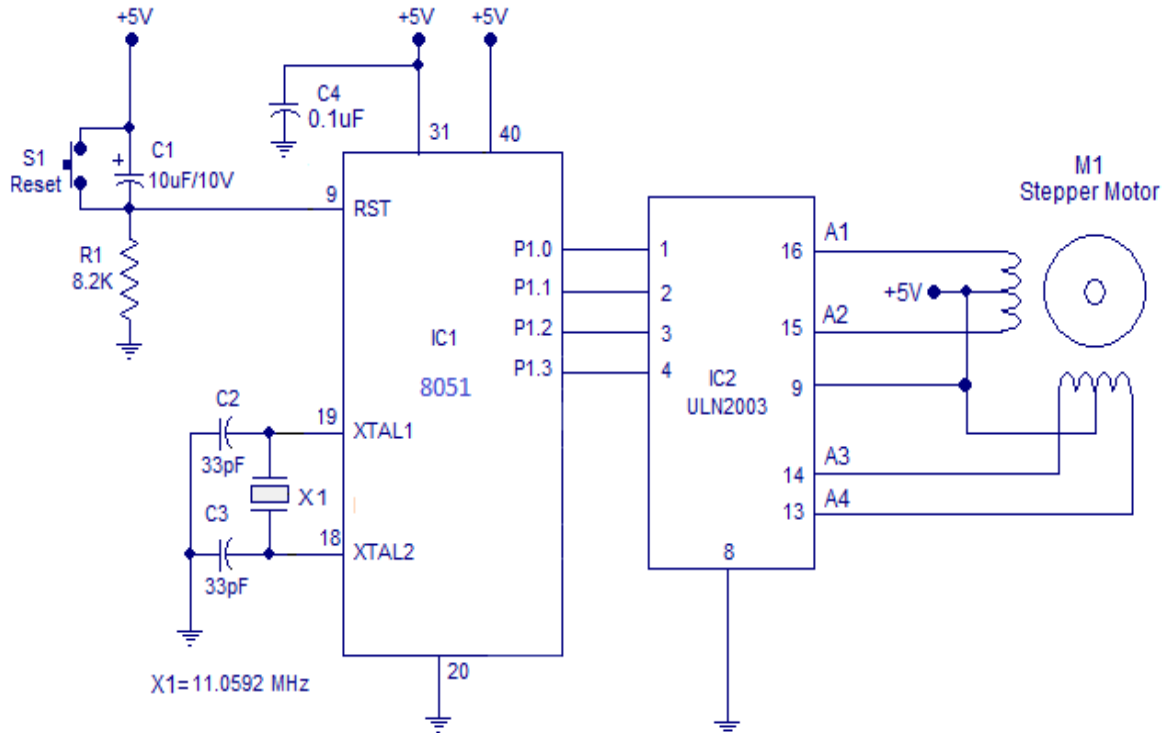 +5V
+5V
+5V
C4
0.1uF
31
40
S1
Reset
C1
+
10uF/10V
9
RST
R1
8.2K
M1
Stepper Motor
P1.0
P1.1
P1.2
P1.3
1
2
3
4
16
A1
+5V
15
A2
IC1
8051
IC2
ULN2003
9
C2
33pF
19
XTAL1
X1
C3
33pF
18
XTAL2
14
A3
13
A4
8
20
X1=11.0592 MHz